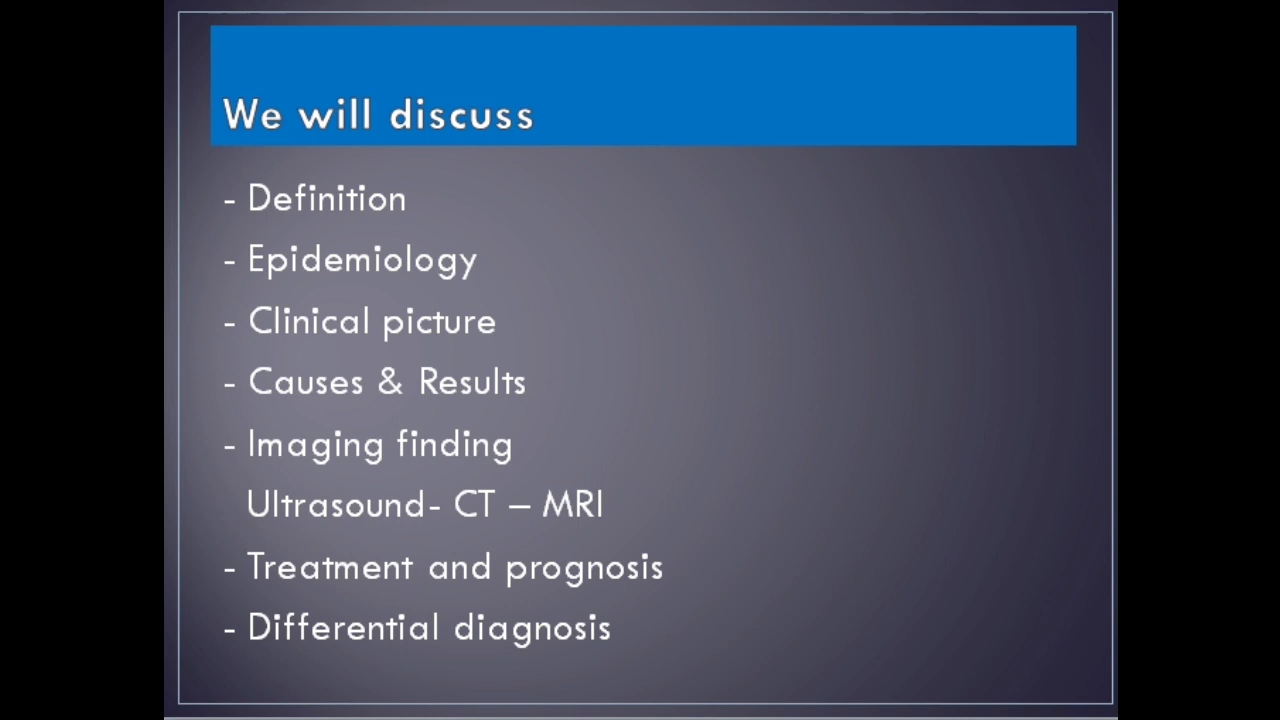 We will discuss
- Definition
- Epidemiology
- Clinical picture
- Causes & Results
- Imaging finding
Ultrasound- CT – MRI
- Treatment and prognosis
- Differential diagnosis